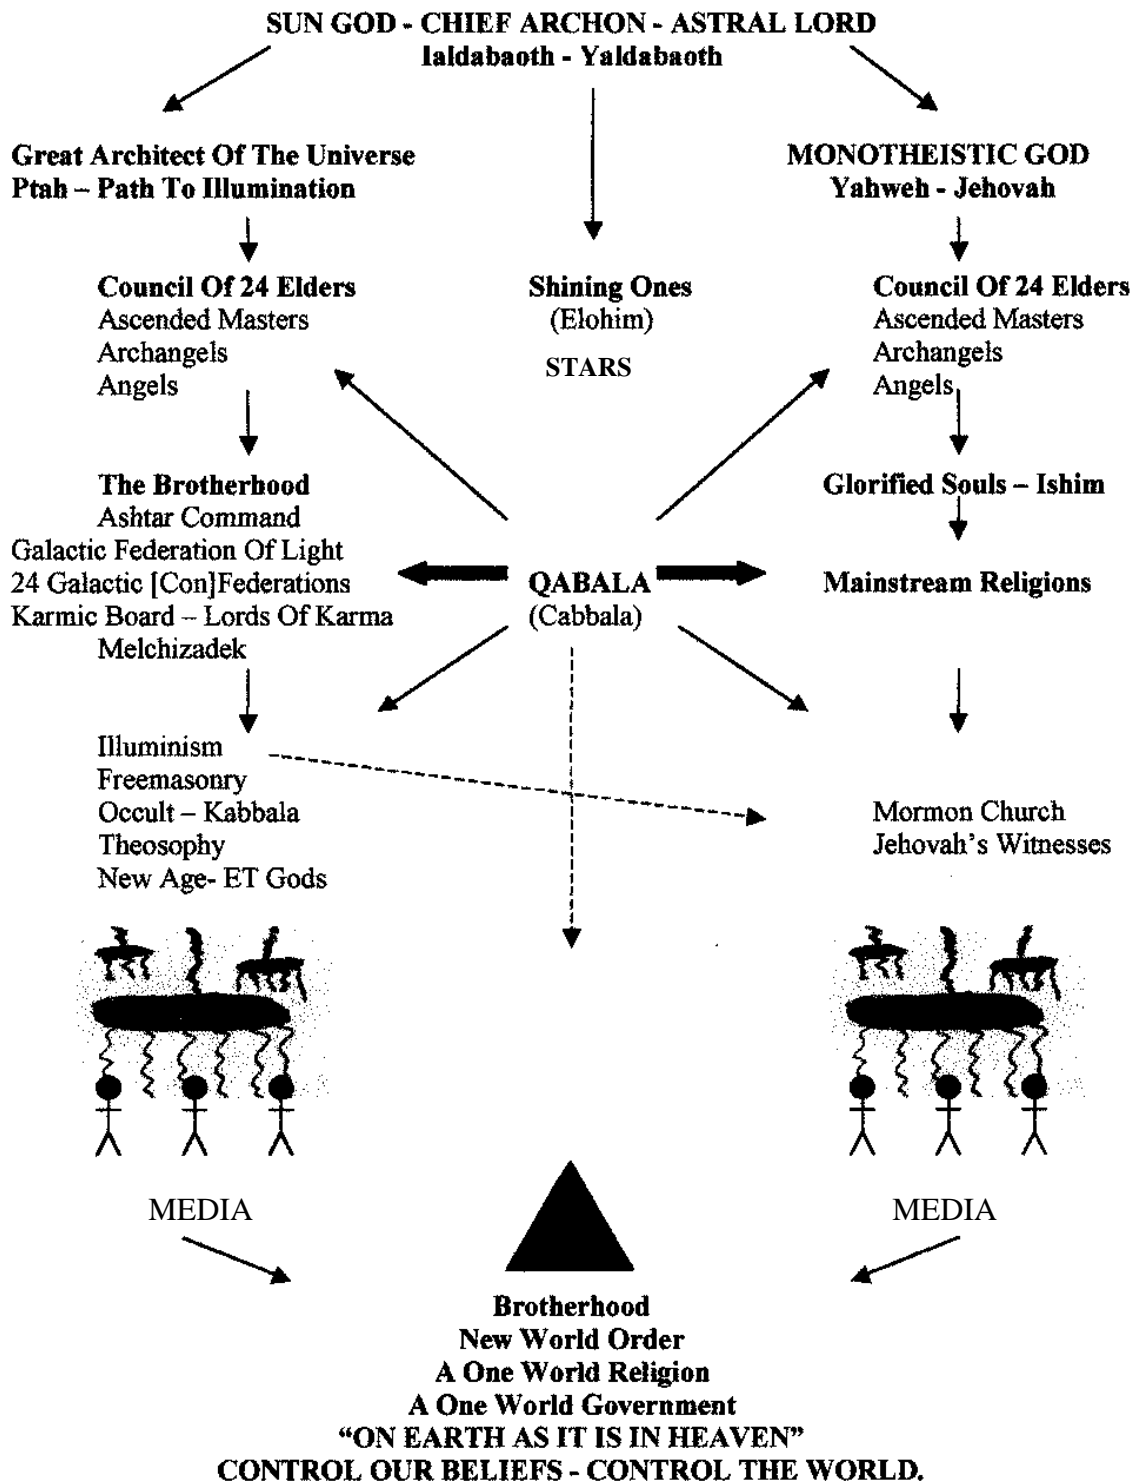 SUN GOD - CHIEF ARCHON - ASTRAL LORD
Ialdabaoth - Yaldabaoth
Great Architect Of The Universe
Ptah – Path To Illumination
MONOTHEISTIC GOD
Yahweh - Jehovah
Council Of 24 Elders
Ascended Masters
Archangels
Angels
Shining Ones
(Elohim)
STARS
Council Of 24 Elders
Ascended Masters
Archangels
Angels
The Brotherhood
Ashtar Command
Galactic Federation Of Light
24 Galactic [Con]Federations
Karmic Board – Lords Of Karma
Melchizadek
QABALA
(Cabbala)
Glorified Souls – Ishim
Mainstream Religions
Illuminism
Freemasonry
Occult – Kabbala
Theosophy
New Age- ET Gods
Mormon Church
Jehovah's Witnesses
MEDIA
MEDIA
Brotherhood
New World Order
A One World Religion
A One World Government
“ON EARTH AS IT IS IN HEAVEN”
CONTROL OUR BELIEFS - CONTROL THE WORLD.